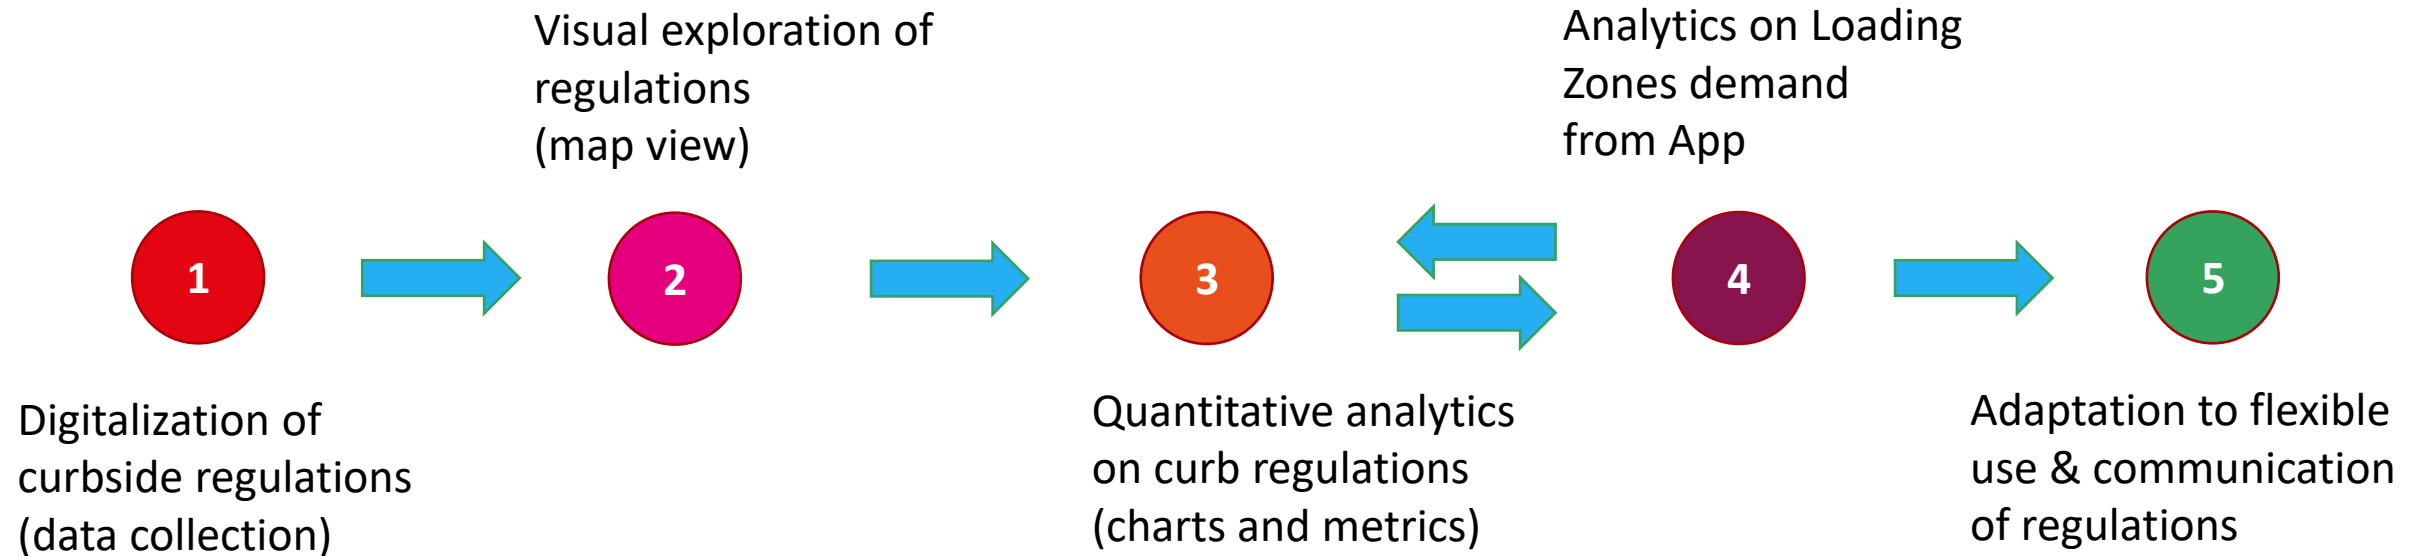 Visual exploration of
regulations
(map view)
Analytics on Loading
Zones demand
from App
1
2
3
4
5
Digitalization of
curbside regulations
(data collection)
Quantitative analytics
on curb regulations
(charts and metrics)
Adaptation to flexible
use & communication
of regulations